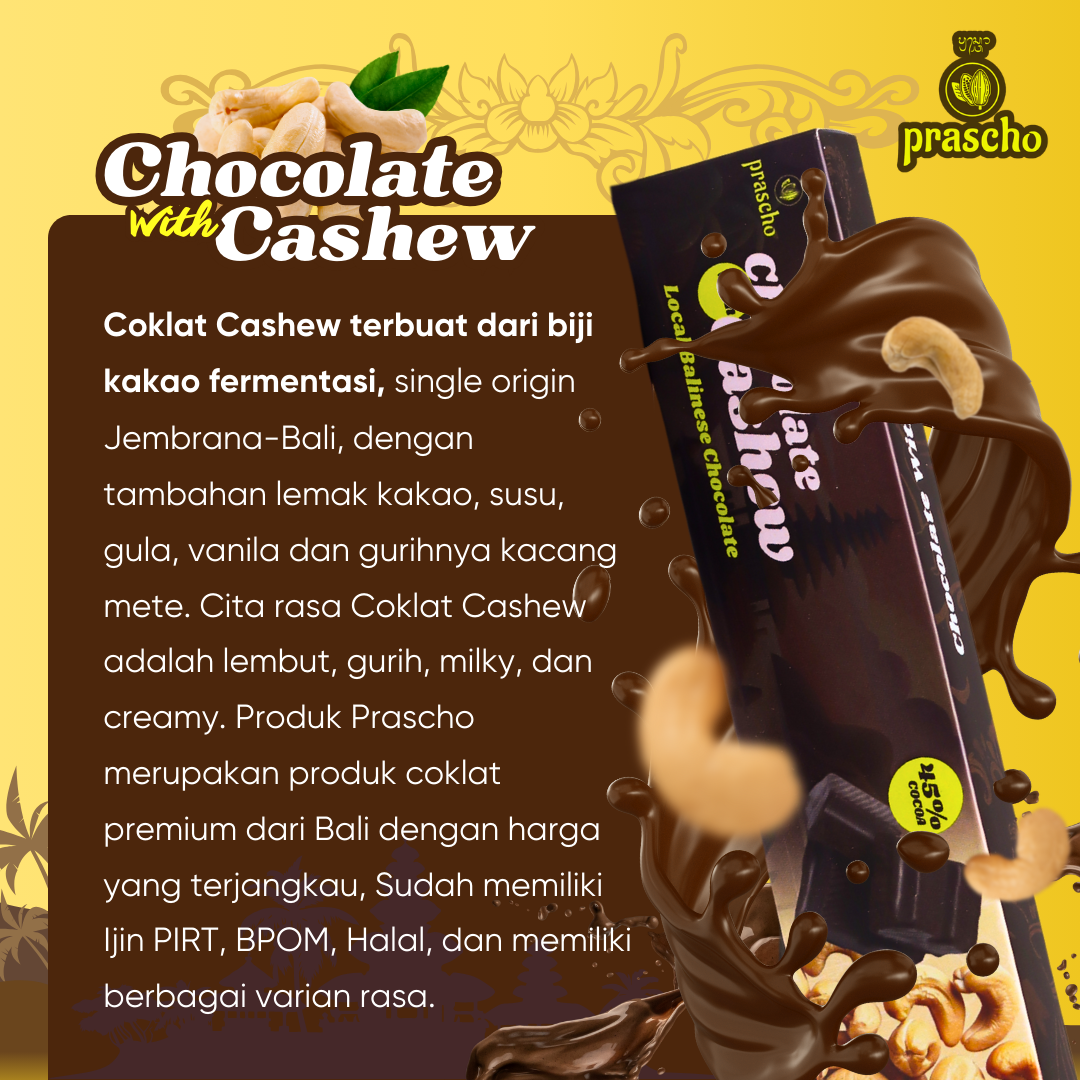 prascho
Chocolate
with Cashew
Coklat Cashew terbuat dari biji
kakao fermentasi, single origin
Jembrana-Bali, dengan
tambahan lemak kakao, susu,
gula, vanila dan gurihnya kacang
mete. Cita rasa Coklat Cashew
adalah lembut, gurih, milky, dan
creamy. Produk Prascho
merupakan produk coklat
premium dari Bali dengan harga
yang terjangkau, Sudah memiliki
Ijin PIRT, BPOM, Halal, dan memiliki
berbagai varian rasa.
prascho
Cashew
Local Balinese Chocolate
45%
COCOA
Chocolate